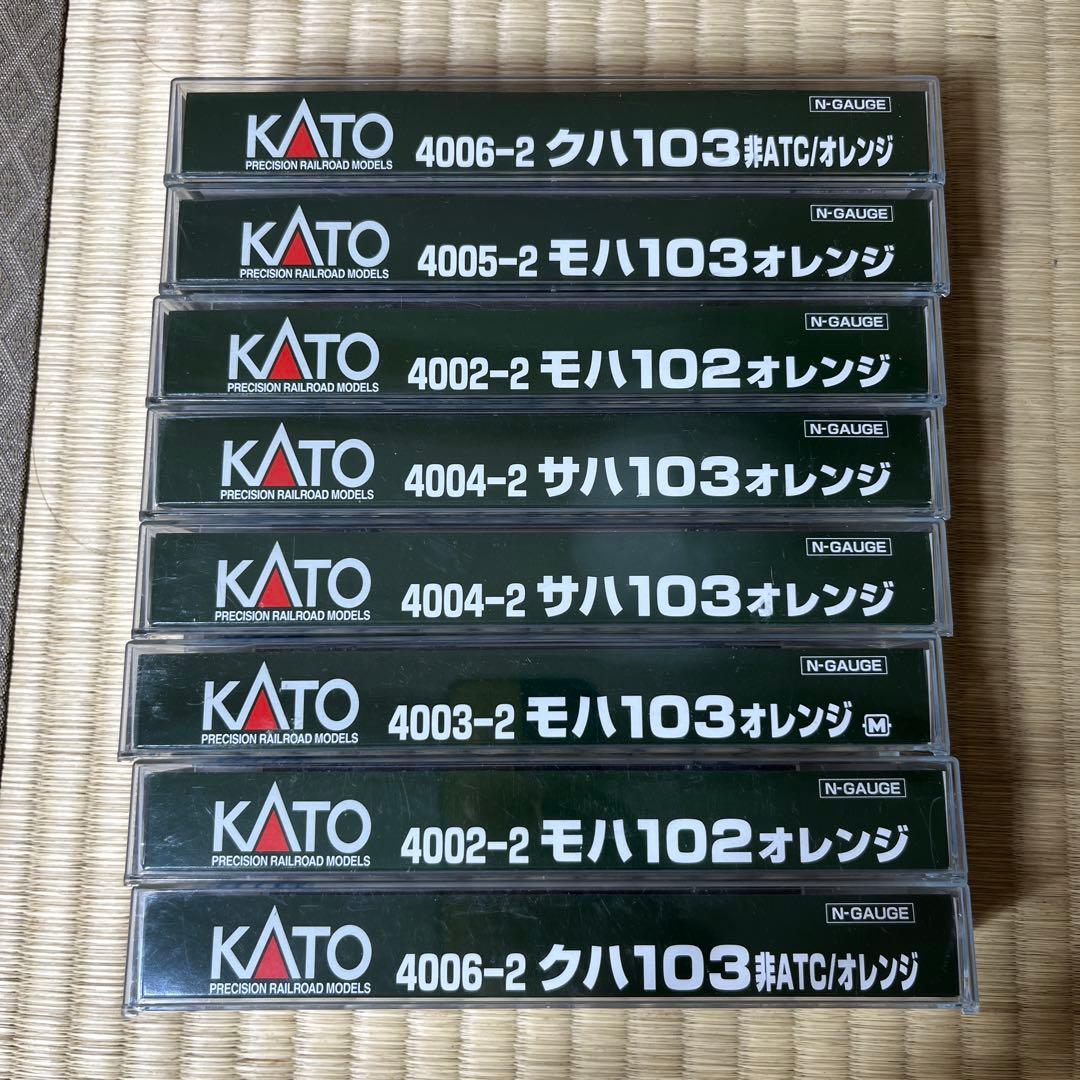 N-GAUGE
KATO 4006-2 クハ103非ATC/オレンジ
PRECISION RAILROAD MODELS
N-GAUGE
KATO 4005-2 モハ103オレンジ
PRECISION RAILROAD MODELS
N-GAUGE
KATO 4002-2 モハ102オレンジ
PRECISION RAILROAD MODELS
N-GAUGE
KATO 4004-2 サハ103オレンジ
PRECISION RAILROAD MODELS
N-GAUGE
KATO 4004-2 サハ103オレンジ
PRECISION RAILROAD MODELS
N-GAUGE
KATO 4003-2 モハ103オレンジ M
PRECISION RAILROAD MODELS
N-GAUGE
KATO 4002-2 モハ102オレンジ
PRECISION RAILROAD MODELS
N-GAUGE
KATO 4006-2 クハ103非ATC/オレンジ
PRECISION RAILROAD MODELS